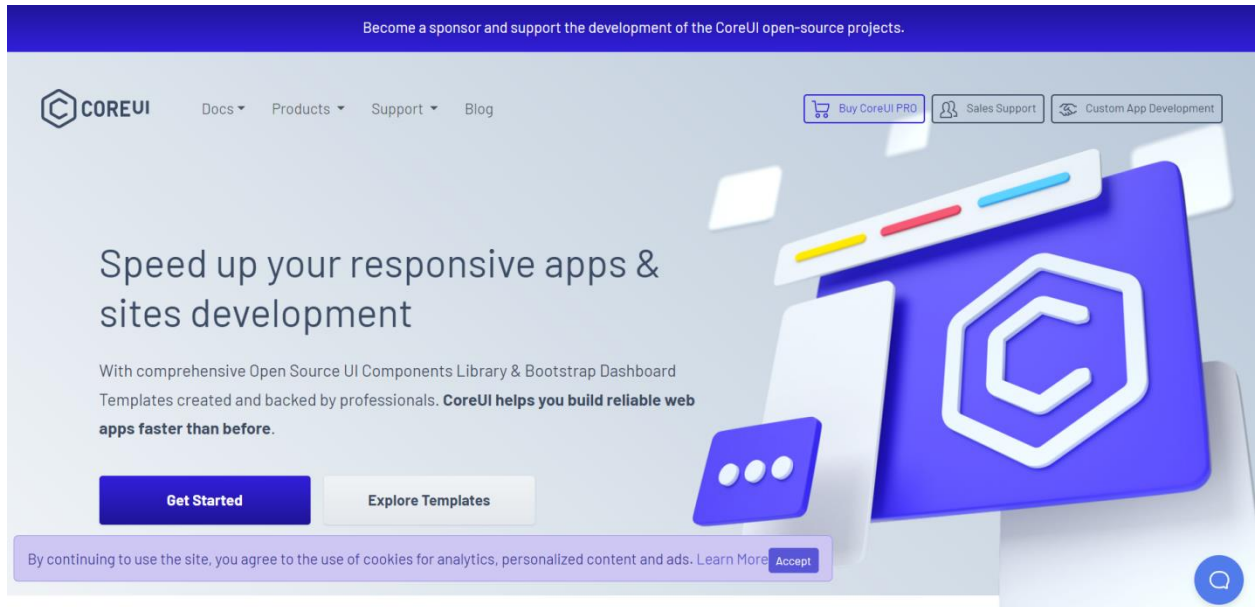 Become a sponsor and support the development of the CoreUI open-source projects.
COREUI
Docs
Products
Support
Blog
Buy CoreUI PRO
Sales Support
Custom App Development
Speed up your responsive apps &
sites development
With comprehensive Open Source UI Components Library & Bootstrap Dashboard
Templates created and backed by professionals. CoreUI helps you build reliable web
apps faster than before.
Get Started
Explore Templates
By continuing to use the site, you agree to the use of cookies for analytics, personalized content and ads. Learn More
Accept